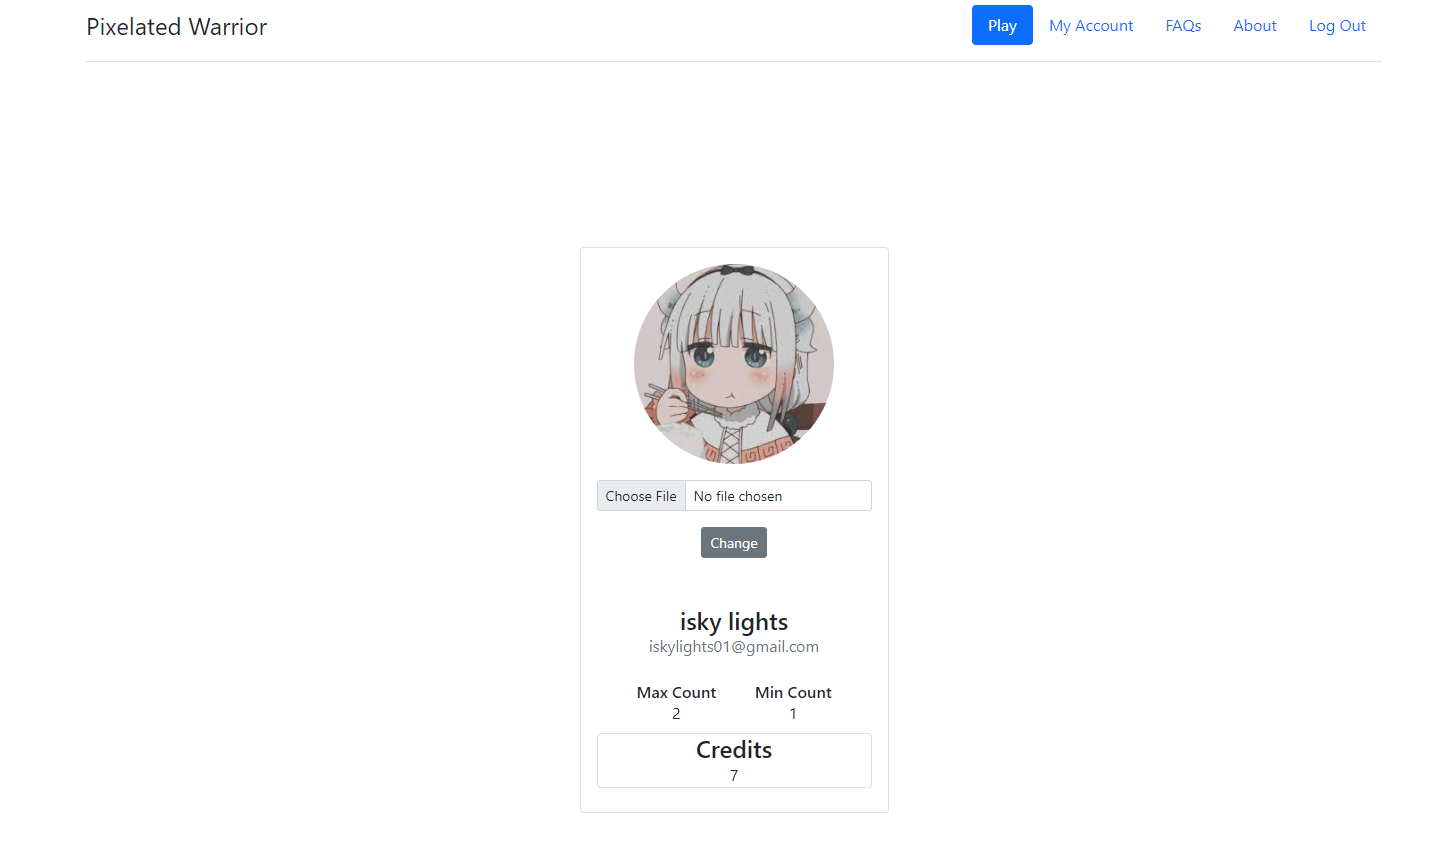 Pixelated Warrior
Play
My Account
FAQs
About
Log Out
Choose File
No file chosen
Change
isky lights
iskylights01@gmail.com
Max Count
Min Count
2
1
Credits
7